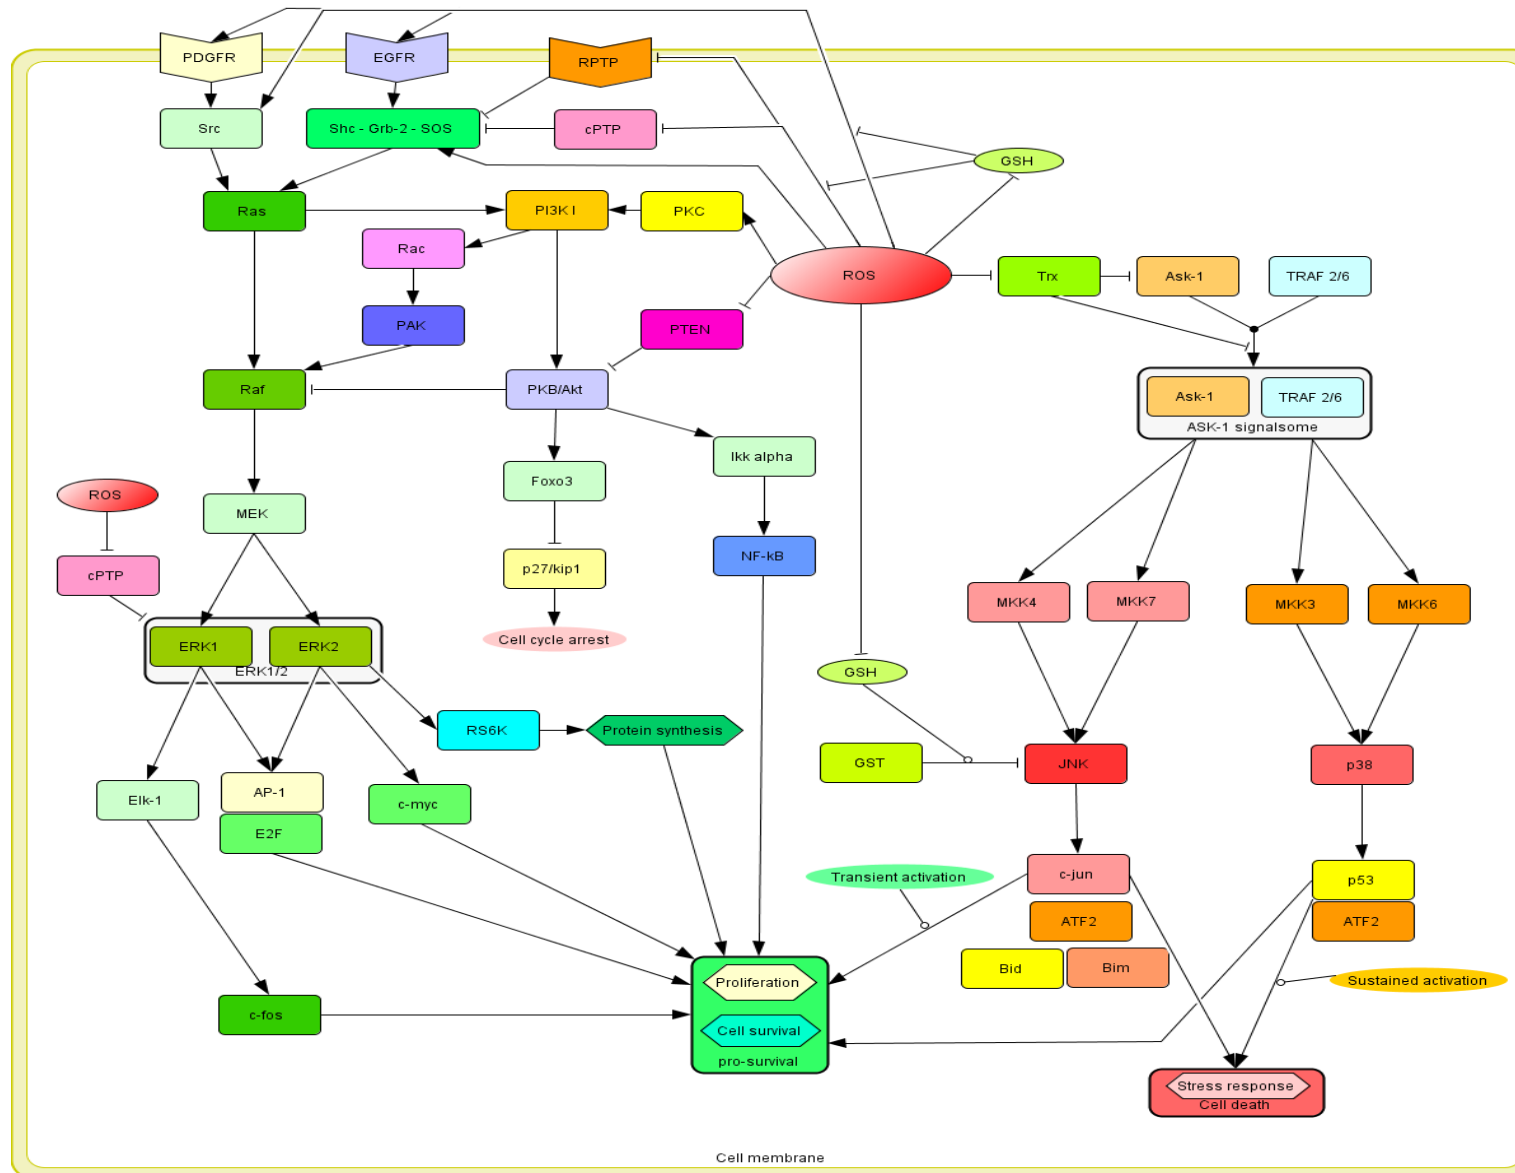 PDGFR
EGFR
RPTP
Src
Shc - Grb-2 - SOS
cPTP
GSH
Ras
PI3K I
PKC
Rac
ROS
Trx
Ask-1
TRAF 2/6
PAK
PTEN
Raf
PKB/Akt
Ask-1
TRAF 2/6
ASK-1 signalsome
Ikk alpha
Foxo3
ROS
MEK
NF-kB
cPTP
p27/kip1
MKK4
MKK7
MKK3
MKK6
Cell cycle arrest
ERK1
ERK2
ERK1/2
GSH
RS6K
Protein synthesis
GST
JNK
p38
Elk-1
AP-1
c-myc
E2F
Transient activation
c-jun
p53
ATF2
ATF2
Bid
Bim
Proliferation
Sustained activation
c-fos
Cell survival
pro-survival
Stress response
Cell death
Cell membrane